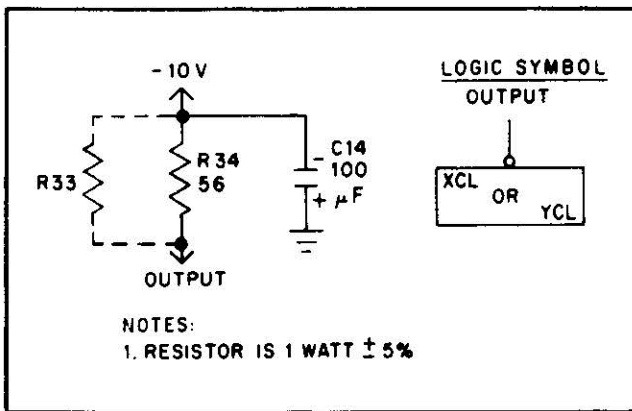 -10 V
LOGIC SYMBOL
OUTPUT
R33
R34
56
- C14
100
+ µF
XCL
OR
YCL
OUTPUT
NOTES:
1. RESISTOR IS 1 WATT ± 5%